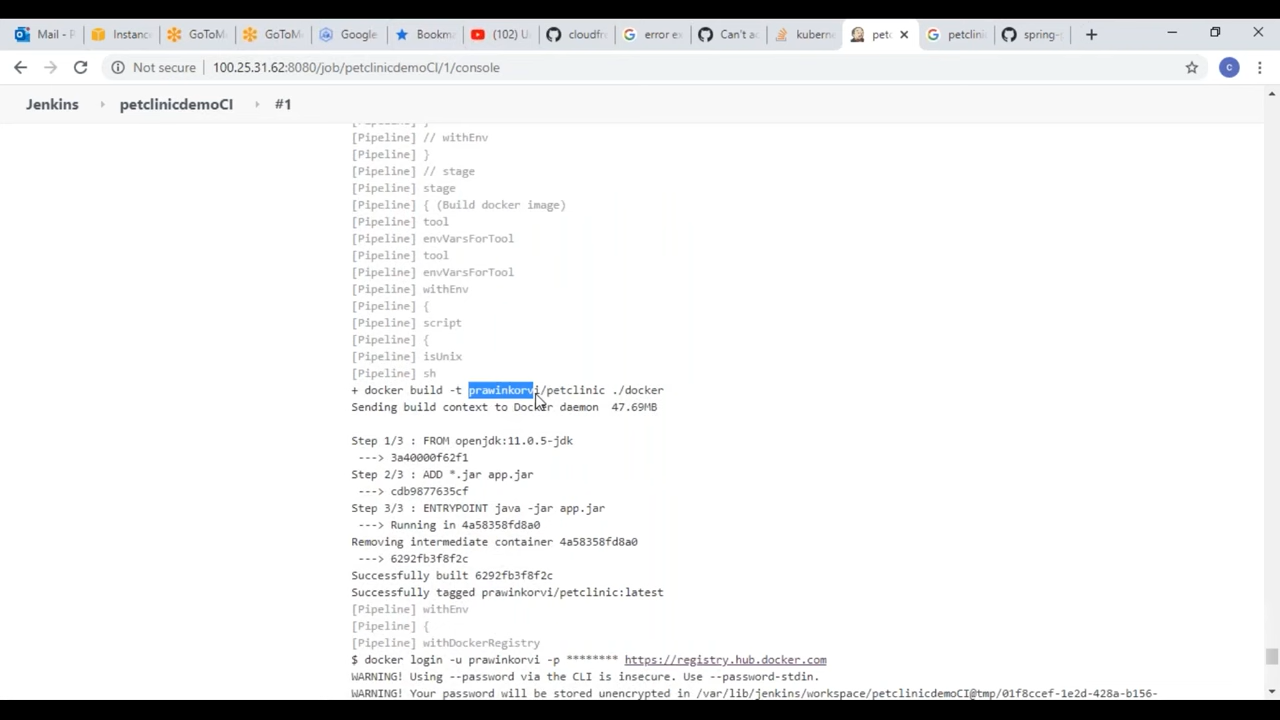 Mail - P
Instanc
GoToM
GoToM
Google
Bookm
(102) U
cloudfr
error ex
Can't ac
kuberne
petc
petclini
spring-
Not secure
100.25.31.62:8080/job/petclinicdemoCI/1/console
c
Jenkins
petclinicdemoCI
#1
[Pipeline] }
[Pipeline] // withEnv
[Pipeline] }
[Pipeline] // stage
[Pipeline] stage
[Pipeline] { (Build docker image)
[Pipeline] tool
[Pipeline] envVarsForTool
[Pipeline] tool
[Pipeline] envVarsForTool
[Pipeline] withEnv
[Pipeline] {
[Pipeline] script
[Pipeline] {
[Pipeline] isUnix
[Pipeline] sh
+ docker build -t prawinkorvi/petclinic ./docker
Sending build context to Docker daemon  47.69MB
Step 1/3 : FROM openjdk:11.0.5-jdk
---> 3a40000f62f1
Step 2/3 : ADD *.jar app.jar
---> cdb9877635cf
Step 3/3 : ENTRYPOINT java -jar app.jar
---> Running in 4a58358fd8a0
Removing intermediate container 4a58358fd8a0
---> 6292fb3f8f2c
Successfully built 6292fb3f8f2c
Successfully tagged prawinkorvi/petclinic:latest
[Pipeline] withEnv
[Pipeline] {
[Pipeline] withDockerRegistry
$ docker login -u prawinkorvi -p ******** https://registry.hub.docker.com
WARNING! Using --password via the CLI is insecure. Use --password-stdin.
WARNING! Your password will be stored unencrypted in /var/lib/jenkins/workspace/petclinicdemoCI@tmp/01f8ccef-1e2d-428a-b156-